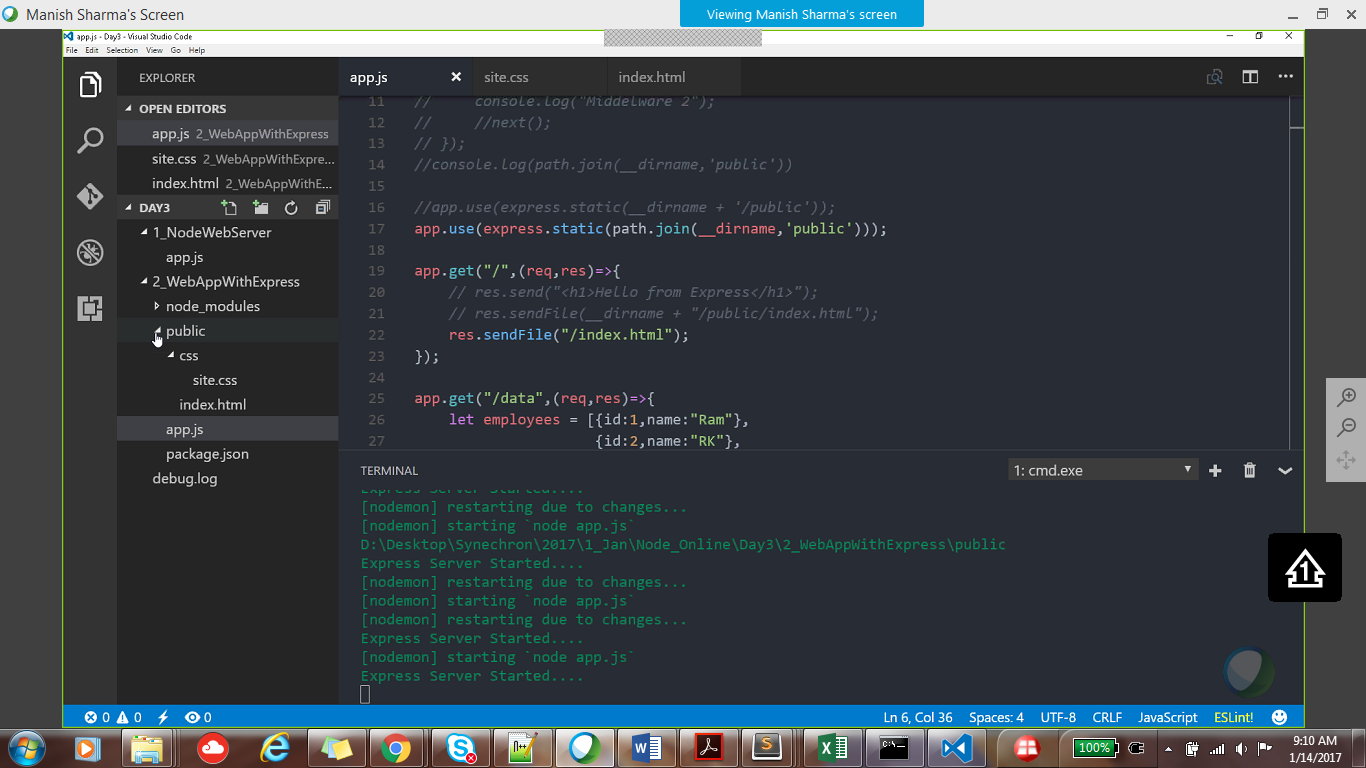 Manish Sharma's Screen
Viewing Manish Sharma's screen
app.js - Day3 - Visual Studio Code
File Edit Selection View Go Help
EXPLORER
OPEN EDITORS
app.js 2_WebAppWithExpress
site.css 2_WebAppWithExpre...
index.html 2_WebAppWithE...
DAY3
1_NodeWebServer
app.js
2_WebAppWithExpress
node_modules
public
css
site.css
index.html
app.js
package.json
debug.log
app.js site.css index.html
11 // console.log("Middelware 2");
12 // //next();
13 // });
14 //console.log(path.join(__dirname,'public'))
15
16 //app.use(express.static(__dirname + '/public'));
17 app.use(express.static(path.join(__dirname,'public')));
18
19 app.get("/",(req,res)=>{
20 // res.send("<h1>Hello from Express</h1>");
21 // res.sendFile(__dirname + "/public/index.html");
22 res.sendFile("/index.html");
23 });
24
25 app.get("/data",(req,res)=>{
26 let employees = [{id:1,name:"Ram"},
27 {id:2,name:"RK"},
TERMINAL
1: cmd.exe
Express Server Started....
[nodemon] restarting due to changes...
[nodemon] starting `node app.js`
D:\Desktop\Synechron\2017\1_Jan\Node_Online\Day3\2_WebAppWithExpress\public
Express Server Started....
[nodemon] restarting due to changes...
[nodemon] starting `node app.js`
[nodemon] restarting due to changes...
Express Server Started....
[nodemon] starting `node app.js`
Express Server Started....
0 0 0
Ln 6, Col 36 Spaces: 4 UTF-8 CRLF JavaScript ESLint!
100%
9:10 AM
1/14/2017